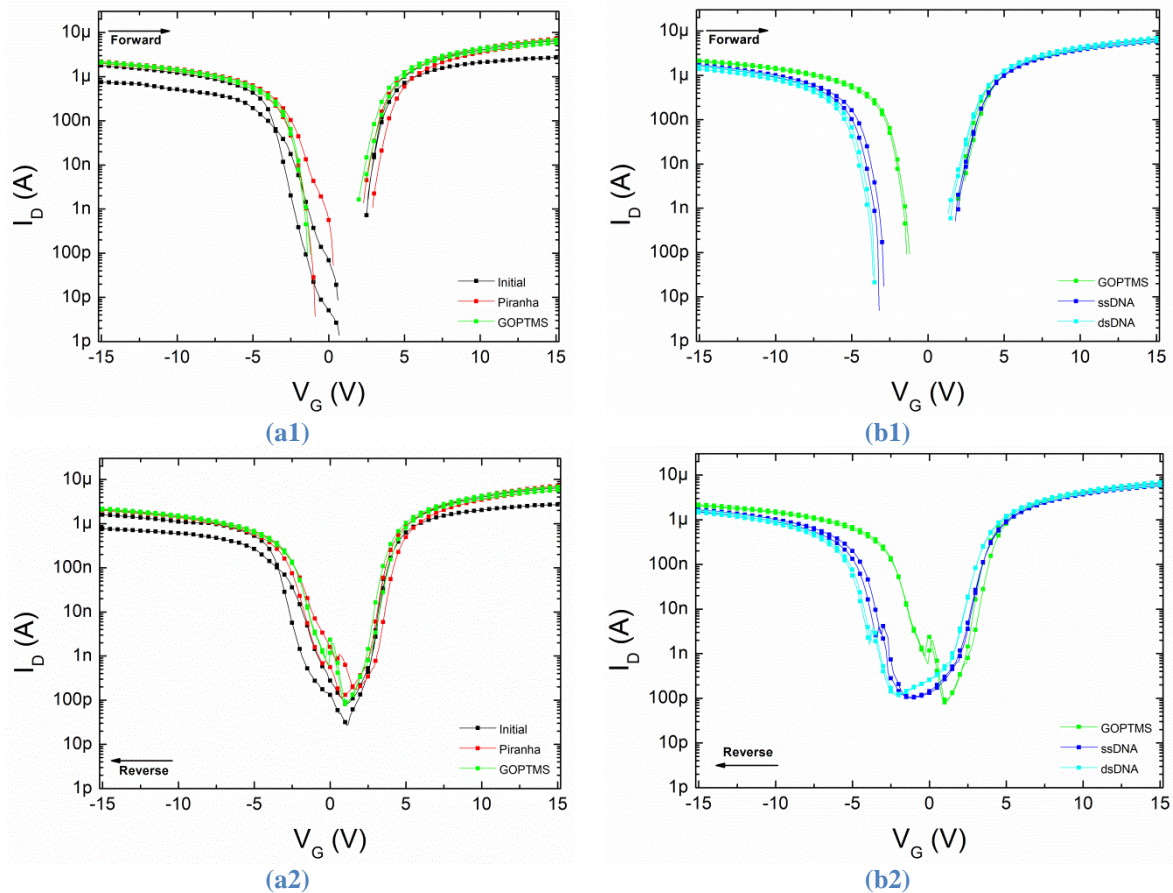 10µ
1µ
100n
10n
1n
100p
10p
1p
I_D (A)
Forward
Initial
Piranha
GOPTMS
-15 -10 -5 0 5 10 15
V_G (V)
(a1)
10µ
1µ
100n
10n
1n
100p
10p
1p
I_D (A)
Forward
GOPTMS
ssDNA
dsDNA
-15 -10 -5 0 5 10 15
V_G (V)
(b1)
10µ
1µ
100n
10n
1n
100p
10p
1p
I_D (A)
Initial
Piranha
GOPTMS
Reverse
-15 -10 -5 0 5 10 15
V_G (V)
(a2)
10µ
1µ
100n
10n
1n
100p
10p
1p
I_D (A)
GOPTMS
ssDNA
dsDNA
Reverse
-15 -10 -5 0 5 10 15
V_G (V)
(b2)